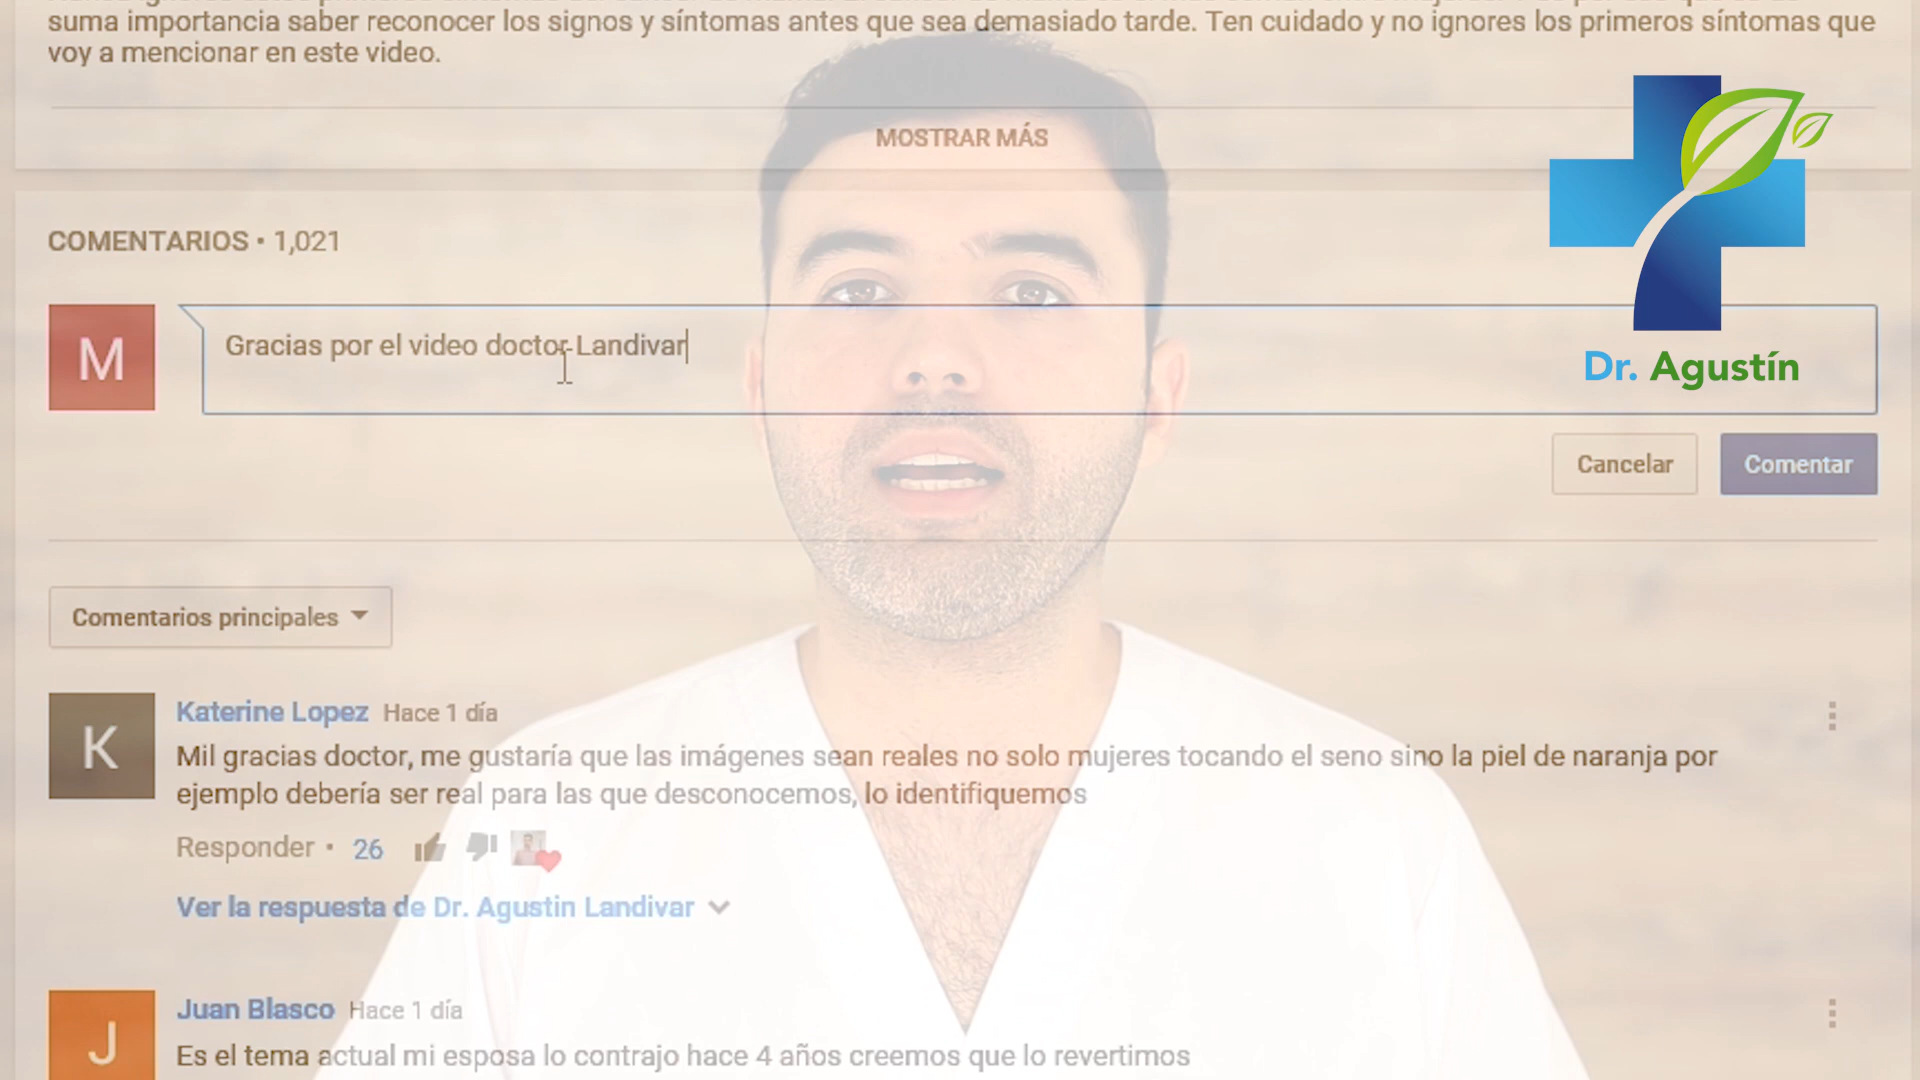 suma importancia saber reconocer los signos y síntomas antes que sea demasiado tarde. Ten cuidado y no ignores los primeros síntomas que
voy a mencionar en este video.
MOSTRAR MÁS
COMENTARIOS • 1,021
M
Gracias por el video doctor Landivar
Dr. Agustín
Cancelar
Comentar
Comentarios principales
K
Katerine Lopez Hace 1 día
Mil gracias doctor, me gustaría que las imágenes sean reales no solo mujeres tocando el seno sino la piel de naranja por
ejemplo debería ser real para las que desconocemos, lo identifiquemos
Responder • 26
Ver la respuesta de Dr. Agustin Landivar
J
Juan Blasco Hace 1 día
Es el tema actual mi esposa lo contrajo hace 4 años creemos que lo revertimos